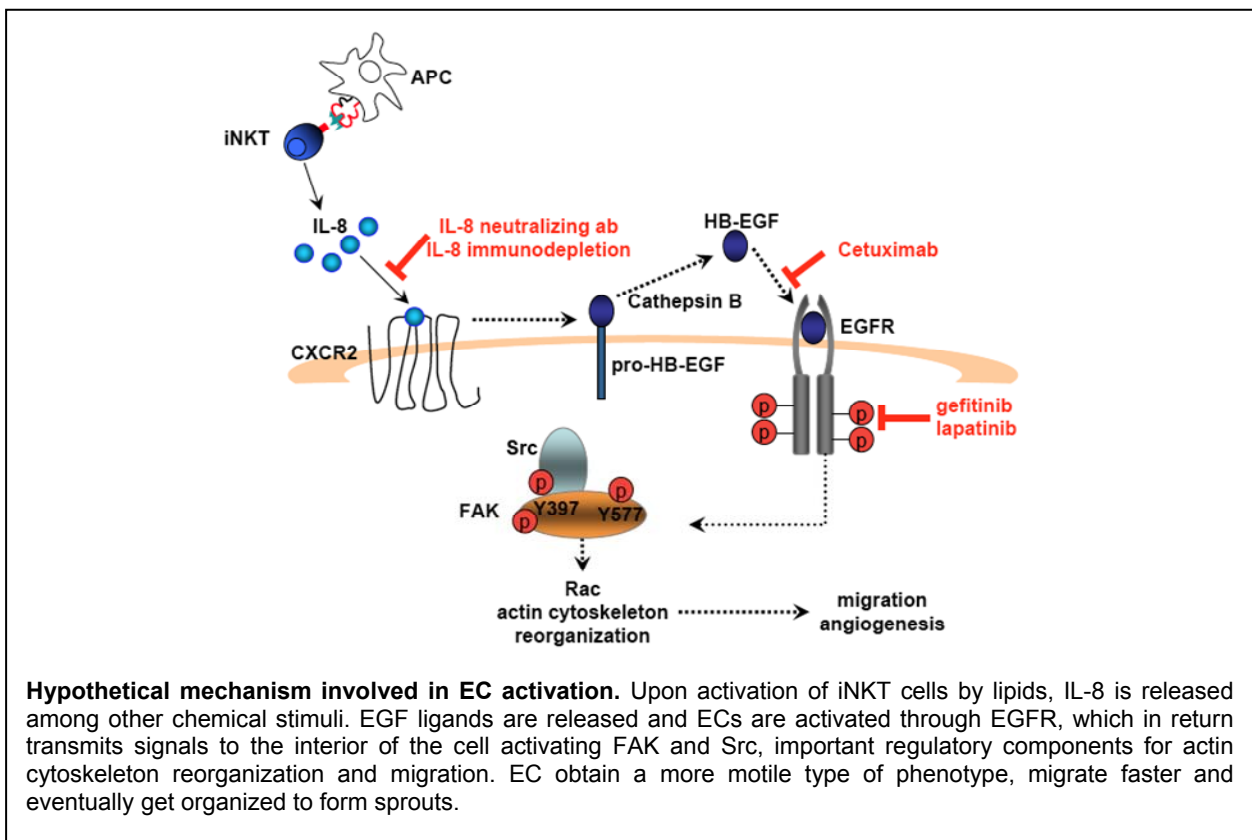 APC
iNKT
IL-8
IL-8 neutralizing ab
IL-8 immunodepletion
HB-EGF
Cetuximab
Cathepsin B
EGFR
CXCR2
pro-HB-EGF
p
p
p
p
gefitinib
lapatinib
Src
p
p
FAK
Y397
Y577
p
Rac
actin cytoskeleton
reorganization
migration
angiogenesis
Hypothetical mechanism involved in EC activation. Upon activation of iNKT cells by lipids, IL-8 is released
among other chemical stimuli. EGF ligands are released and ECs are activated through EGFR, which in return
transmits signals to the interior of the cell activating FAK and Src, important regulatory components for actin
cytoskeleton reorganization and migration. EC obtain a more motile type of phenotype, migrate faster and
eventually get organized to form sprouts.